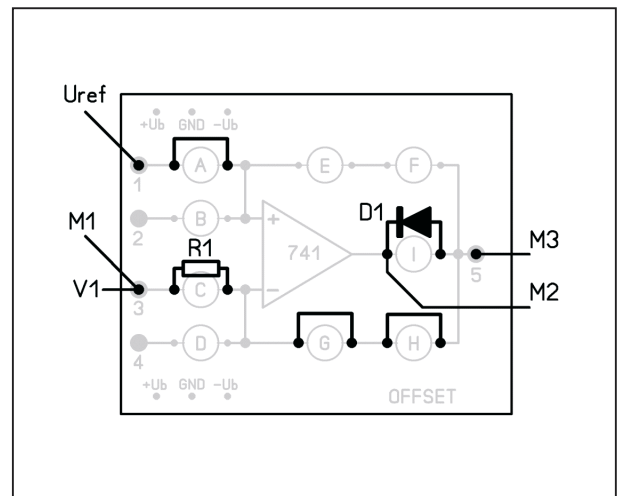 Uref
+Ub GND -Ub
A
E
F
1
M1
B
2
+
D1
R1
741
I
M3
V1
C
-
5
3
M2
D
G
H
4
+Ub GND -Ub
OFFSET